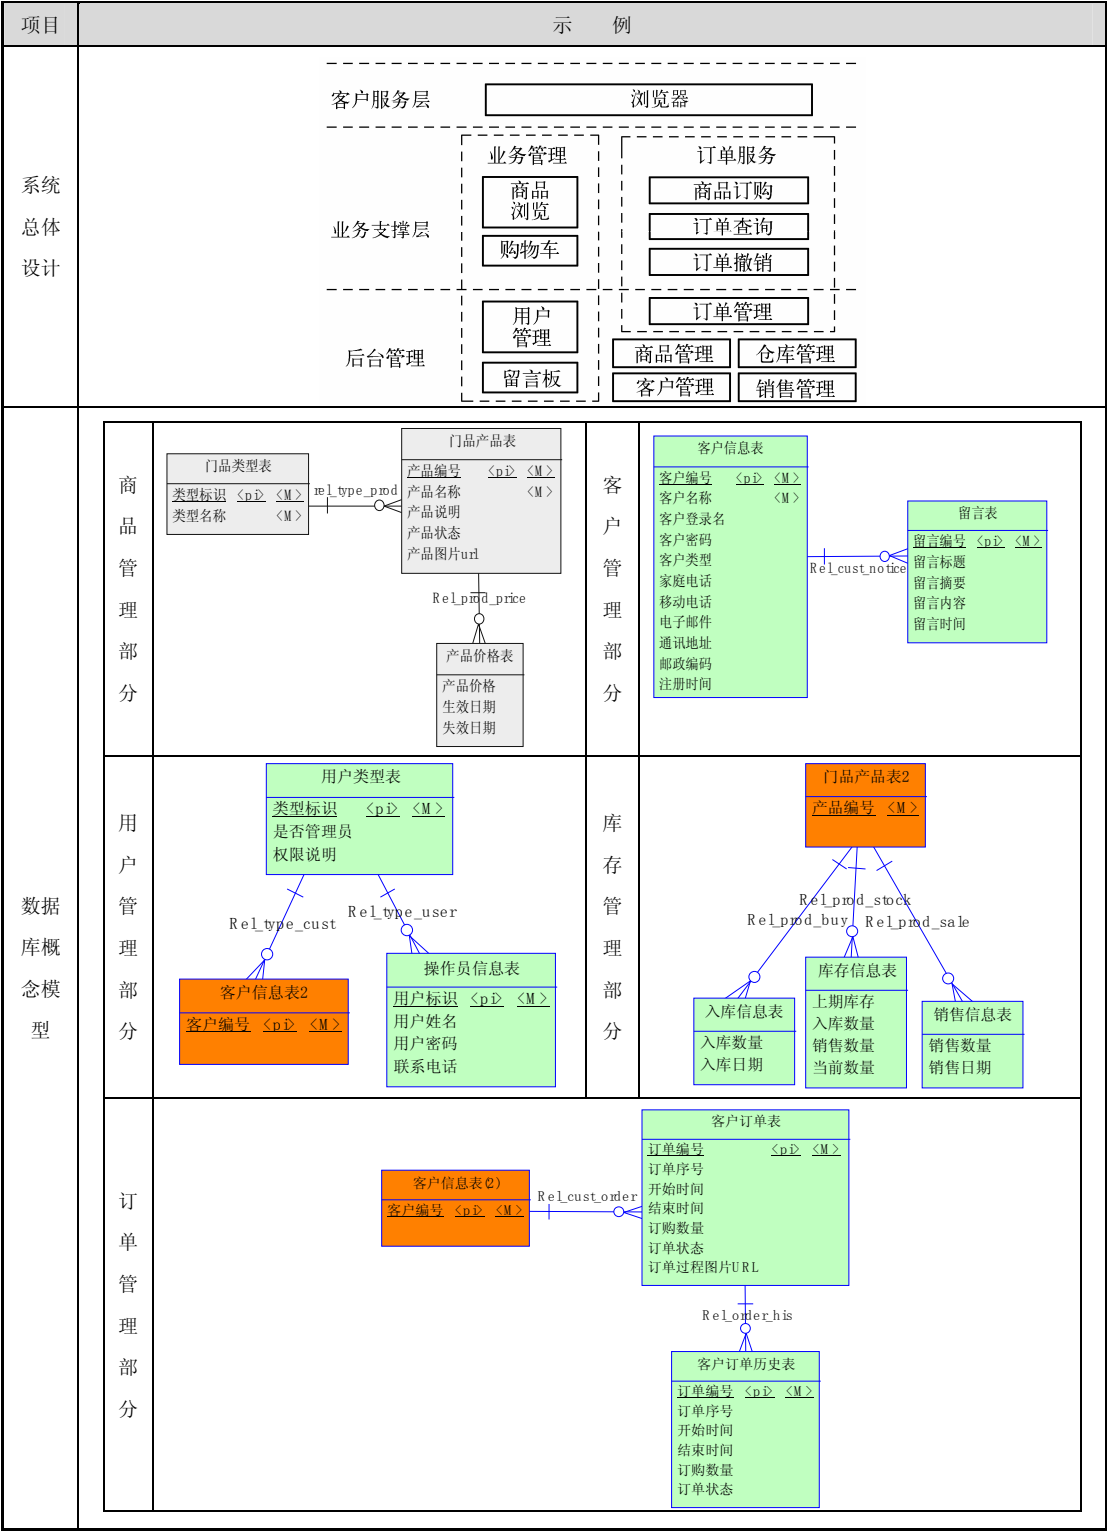 项目
示 例
系统
总体
设计
客户服务层
浏览器
业务支撑层
业务管理
商品
浏览
购物车
订单服务
商品订购
订单查询
订单撤销
后台管理
用户
管理
留言板
订单管理
商品管理
仓库管理
客户管理
销售管理
数据
库概
念模
型
商
品
管
理
部
分
门品类型表
类型标识 <pi> <M>
类型名称 <M>
rel_type_prod
门品产品表
产品编号 <pi> <M>
产品名称 <M>
产品说明
产品状态
产品图片url
Rel_prod_price
产品价格表
产品价格
生效日期
失效日期
客
户
管
理
部
分
客户信息表
客户编号 <pi> <M>
客户名称 <M>
客户登录名
客户密码
客户类型
家庭电话
移动电话
电子邮件
通讯地址
邮政编码
注册时间
Rel_cust_notice
留言表
留言编号 <pi> <M>
留言标题
留言摘要
留言内容
留言时间
用
户
管
理
部
分
用户类型表
类型标识 <pi> <M>
是否管理员
权限说明
Rel_type_cust
Rel_type_user
客户信息表2
客户编号 <pi> <M>
操作员信息表
用户标识 <pi> <M>
用户姓名
用户密码
联系电话
库
存
管
理
部
分
门品产品表2
产品编号 <M>
Rel_prod_stock
Rel_prod_buy
Rel_prod_sale
入库信息表
入库数量
入库日期
库存信息表
上期库存
入库数量
销售数量
当前数量
销售信息表
销售数量
销售日期
订
单
管
理
部
分
客户信息表(2)
客户编号 <pi> <M>
Rel_cust_order
客户订单表
订单编号 <pi> <M>
订单序号
开始时间
结束时间
订购数量
订单状态
订单过程图片URL
Rel_order_his
客户订单历史表
订单编号 <pi> <M>
订单序号
开始时间
结束时间
订购数量
订单状态